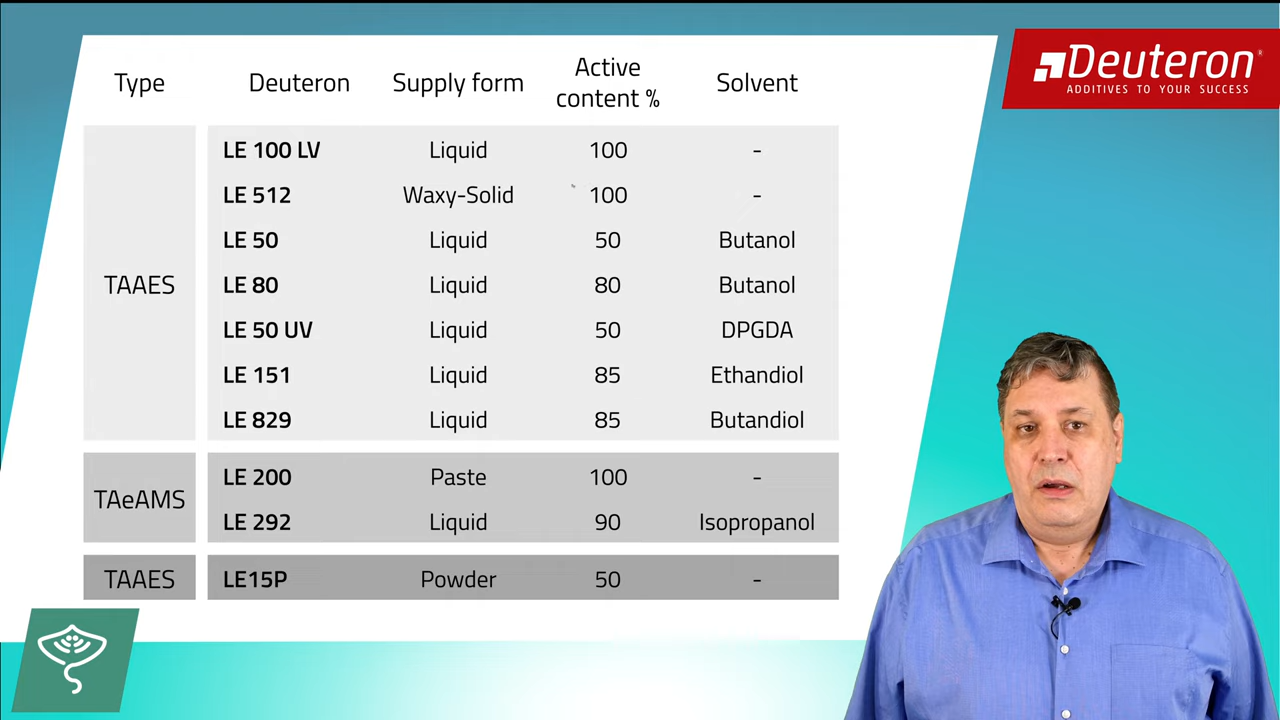 Type Deuteron Supply form Active content % Solvent
LE 100 LV Liquid 100 -
LE 512 Waxy-Solid 100 -
LE 50 Liquid 50 Butanol
TAAES LE 80 Liquid 80 Butanol
LE 50 UV Liquid 50 DPGDA
LE 151 Liquid 85 Ethandiol
LE 829 Liquid 85 Butandiol
TAeAMS
LE 200 Paste 100 -
LE 292 Liquid 90 Isopropanol
TAAES LE15P Powder 50 -
Deuteron®
ADDITIVES TO YOUR SUCCESS